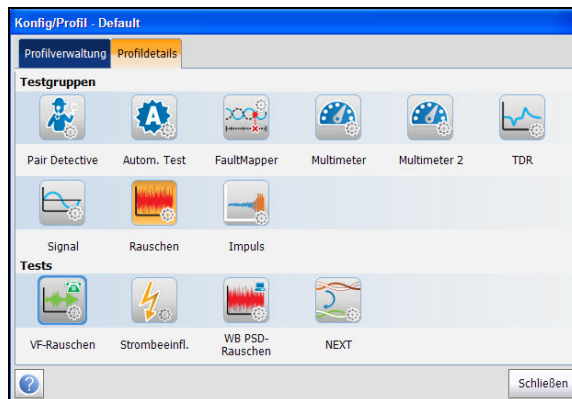 Konfig/Profil - Default
Profilverwaltung Profildetails
Testgruppen
Pair Detective Autom. Test FaultMapper Multimeter Multimeter 2 TDR
Signal Rauschen Impuls
Tests
VF-Rauschen Strombeeinfl. WB PSD-
Rauschen NEXT
? Schließen